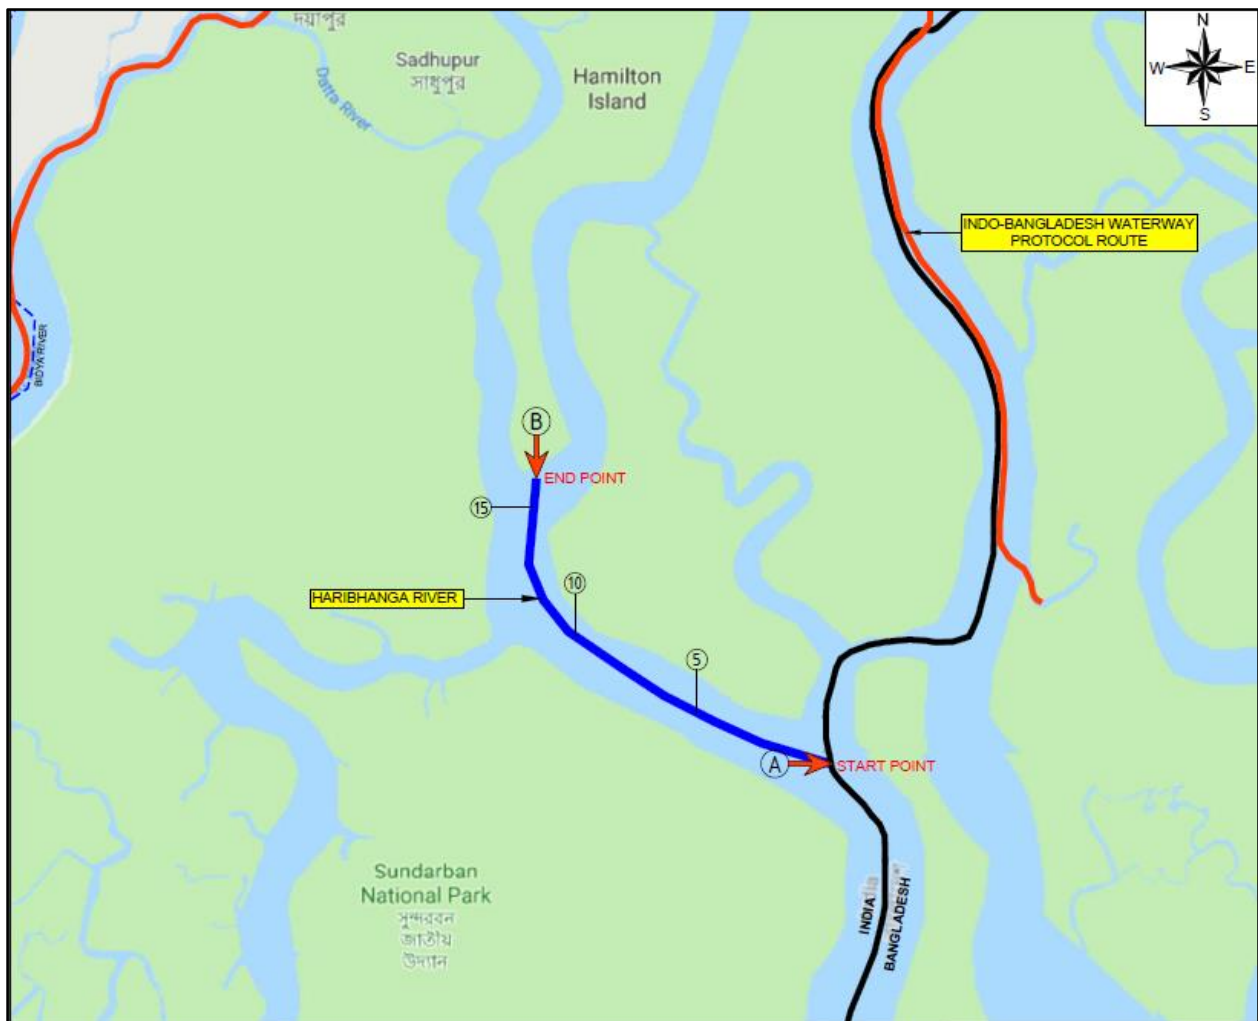 দয়াপুর
N
W
E
S
Sadhupur
সাধুপুর
Hamilton
Island
Datta River
INDO-BANGLADESH WATERWAY
PROTOCOL ROUTE
BIDYA RIVER
B
END POINT
15
10
HARIBHANGA RIVER
5
A
START POINT
Sundarban
National Park
সুন্দরবন
জাতীয়
উদ্যান
INDIA
BANGLADESH